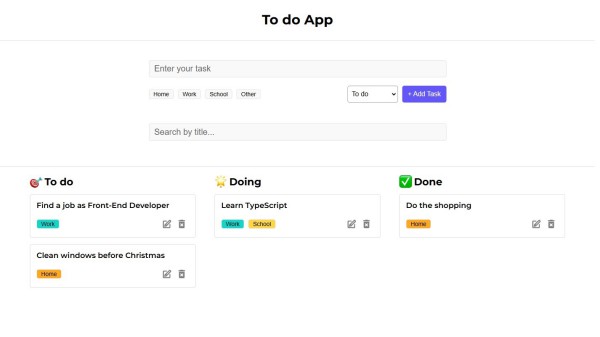 To do App
Enter your task
Home Work School Other To do + Add Task
Search by title...
To do
Find a job as Front-End Developer
Work
Clean windows before Christmas
Home
Doing
Learn TypeScript
Work School
Done
Do the shopping
Home